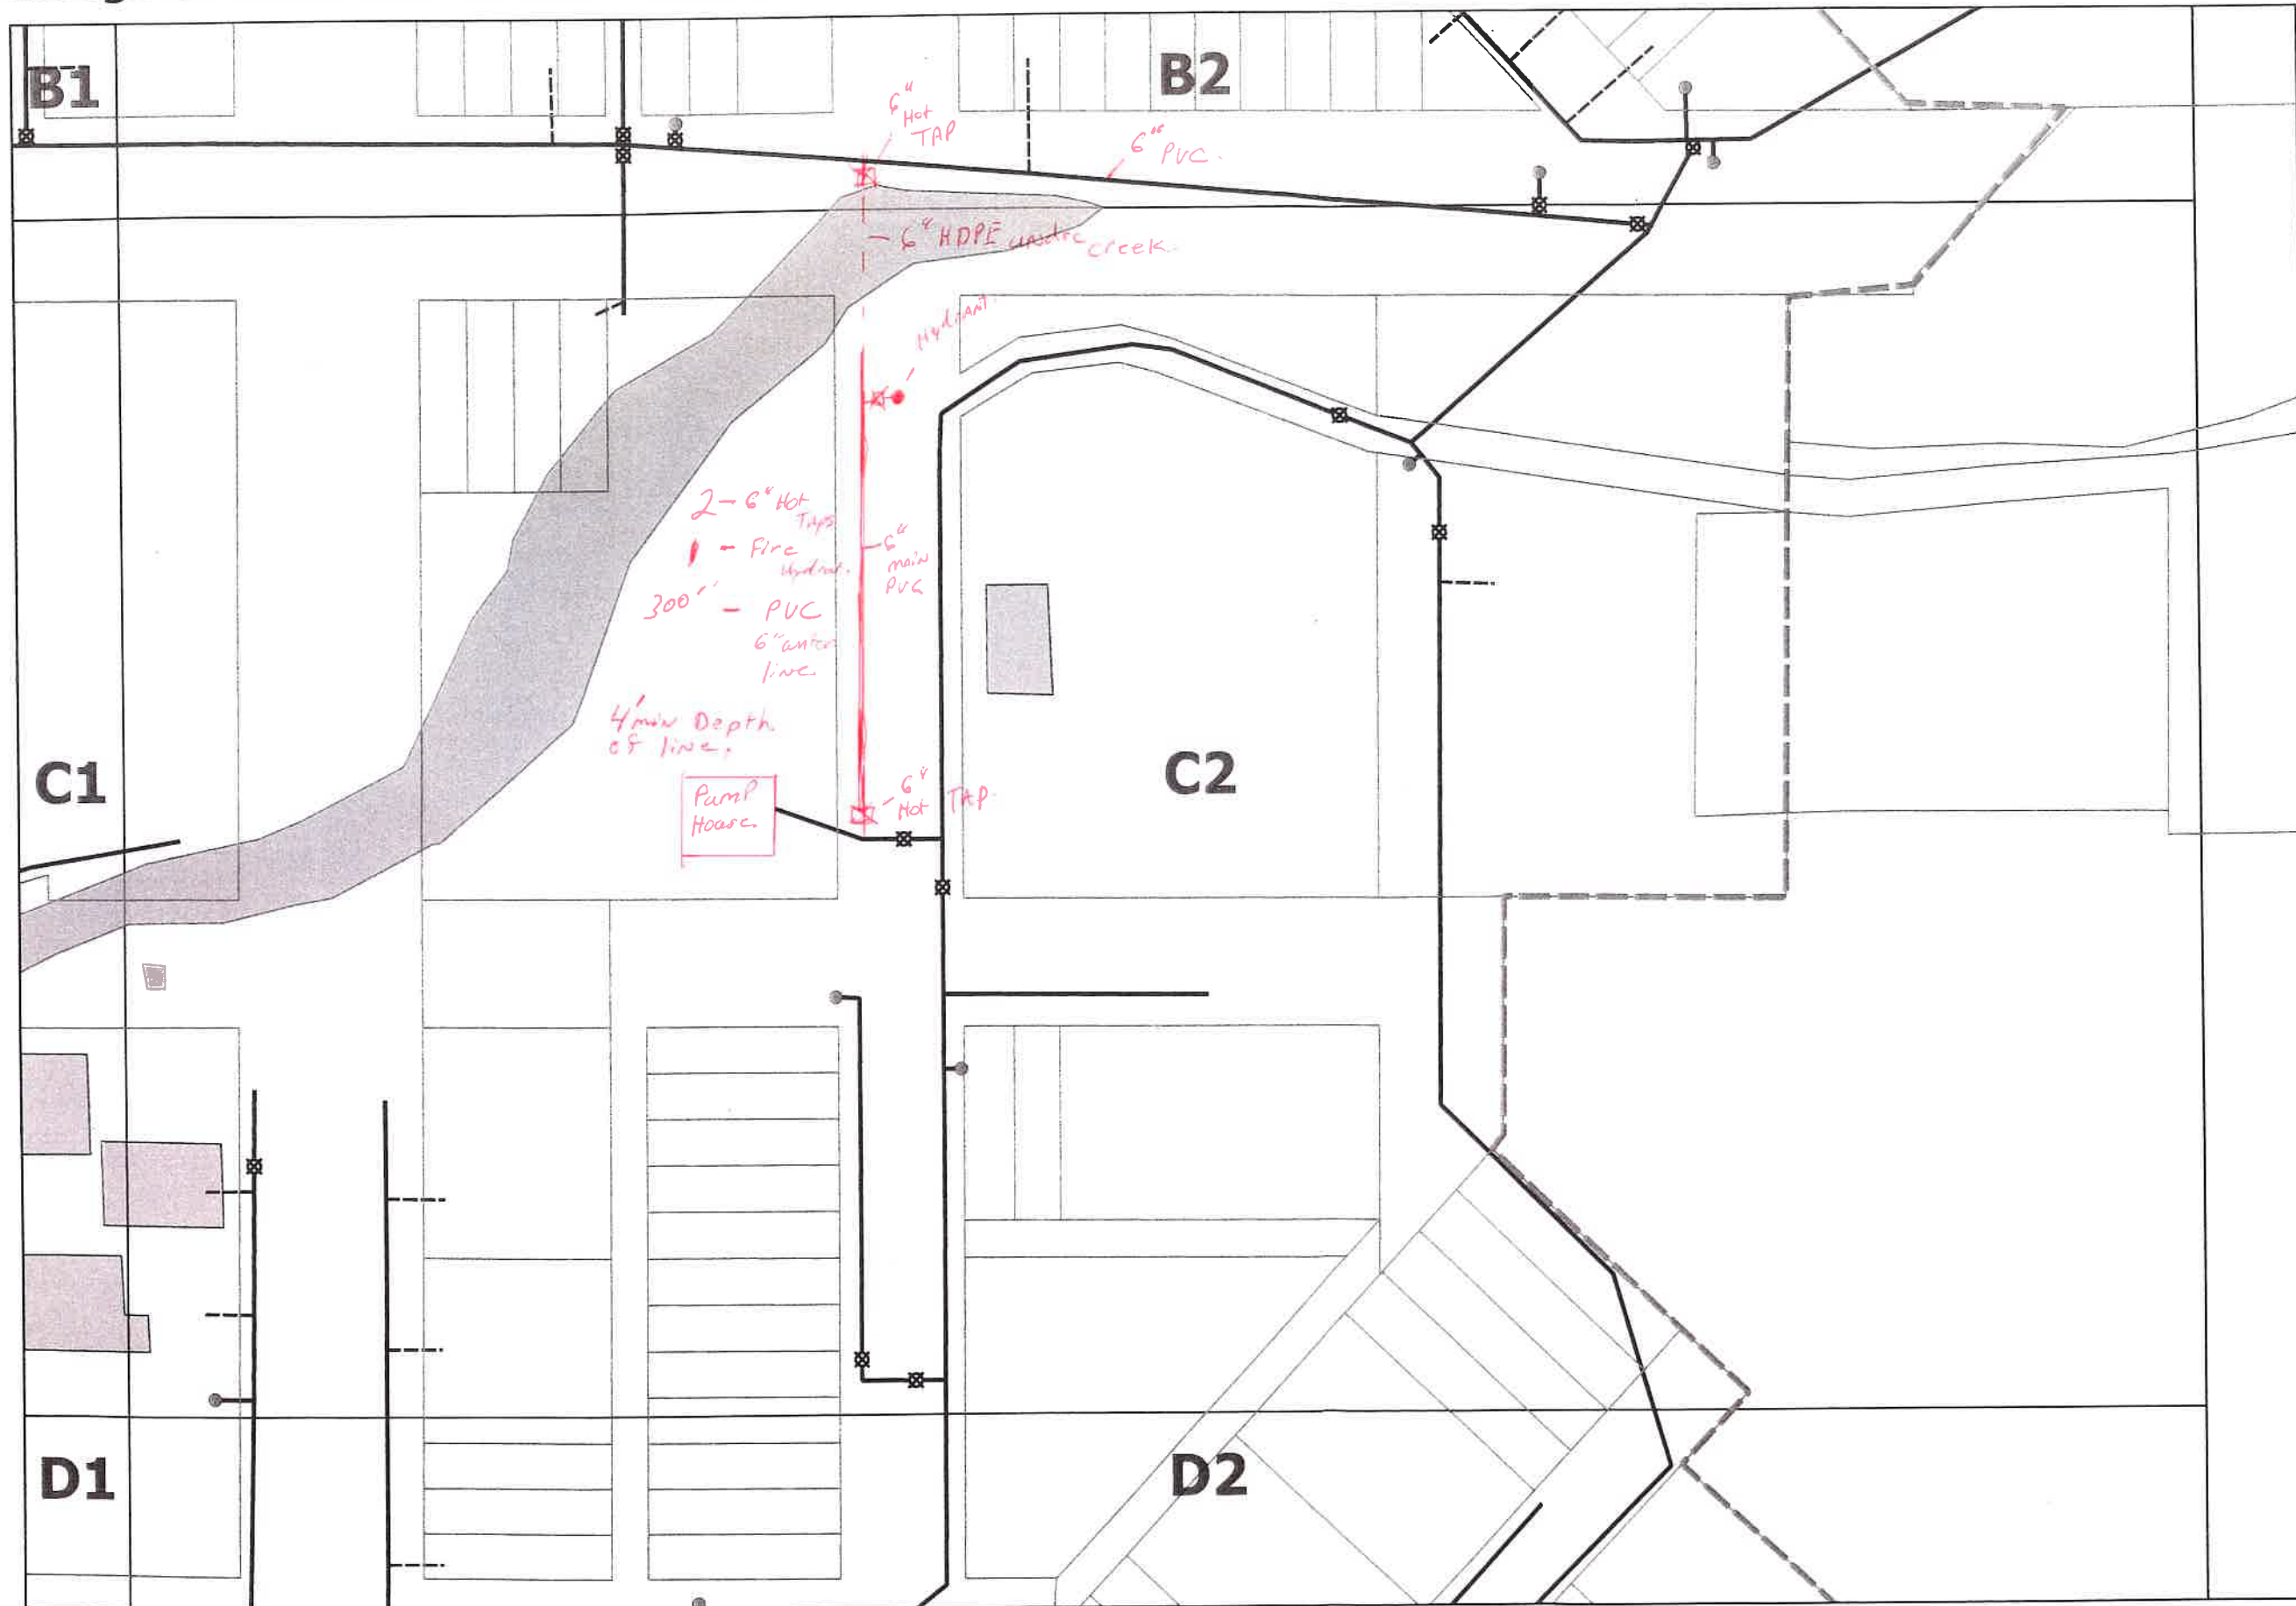 B1
B2
6"
Hot
TAP
6"
PVC.
- 6" HDPE under creek.
Hydrant.
2 - 6" Hot
Taps
1 - Fire
Hydrant.
300' - PVC
6" water
line.
6"
main
PVC
4' min Depth
of line.
Pump
House.
6"
Hot TAP.
C1
C2
D1
D2